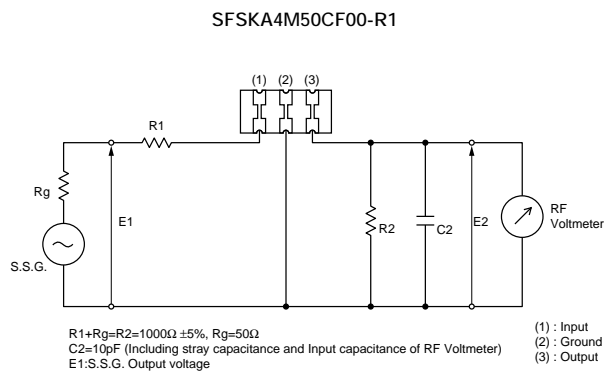 SFSKA4M50CF00-R1
(1) (2) (3)
R1
Rg
E1
S.S.G.
R2
C2
E2
RF
Voltmeter
R1+Rg=R2=1000Ω ±5%, Rg=50Ω
C2=10pF (Including stray capacitance and Input capacitance of RF Voltmeter)
E1:S.S.G. Output voltage
(1) : Input
(2) : Ground
(3) : Output